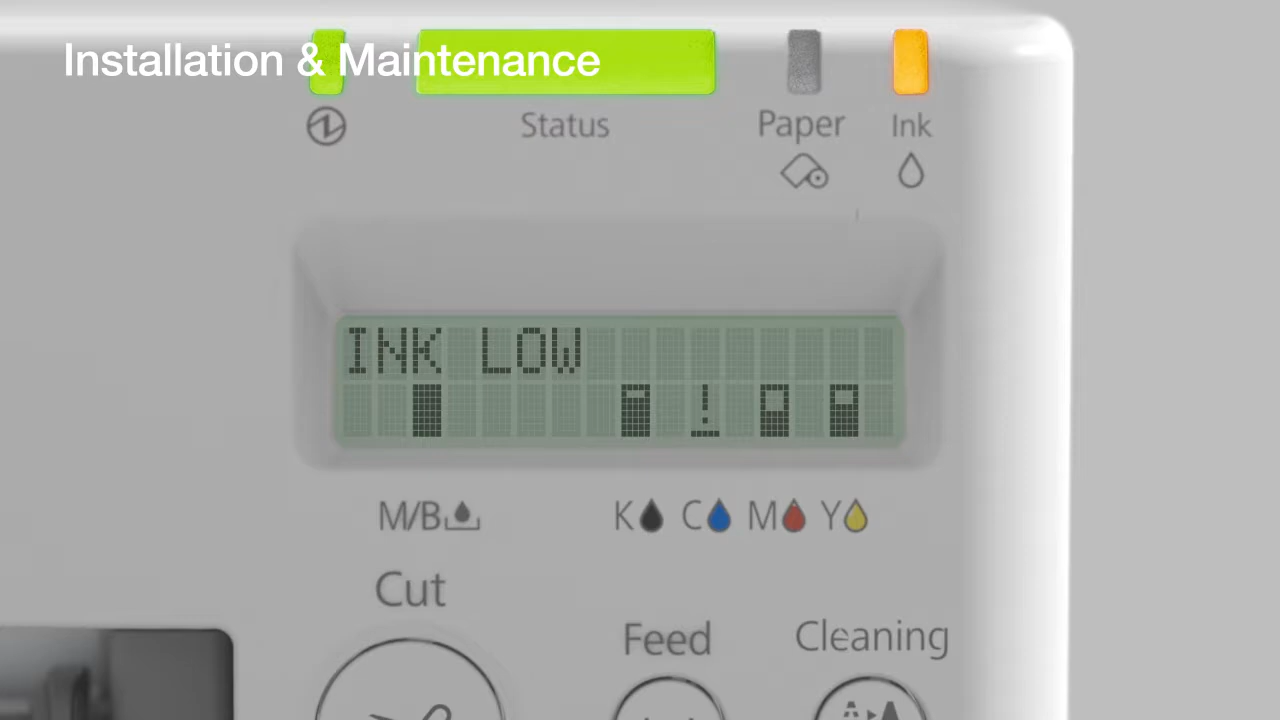 Installation & Maintenance
Status
Paper
Ink
INK LOW
!
M/B
K C M Y
Cut
Feed
Cleaning
A A